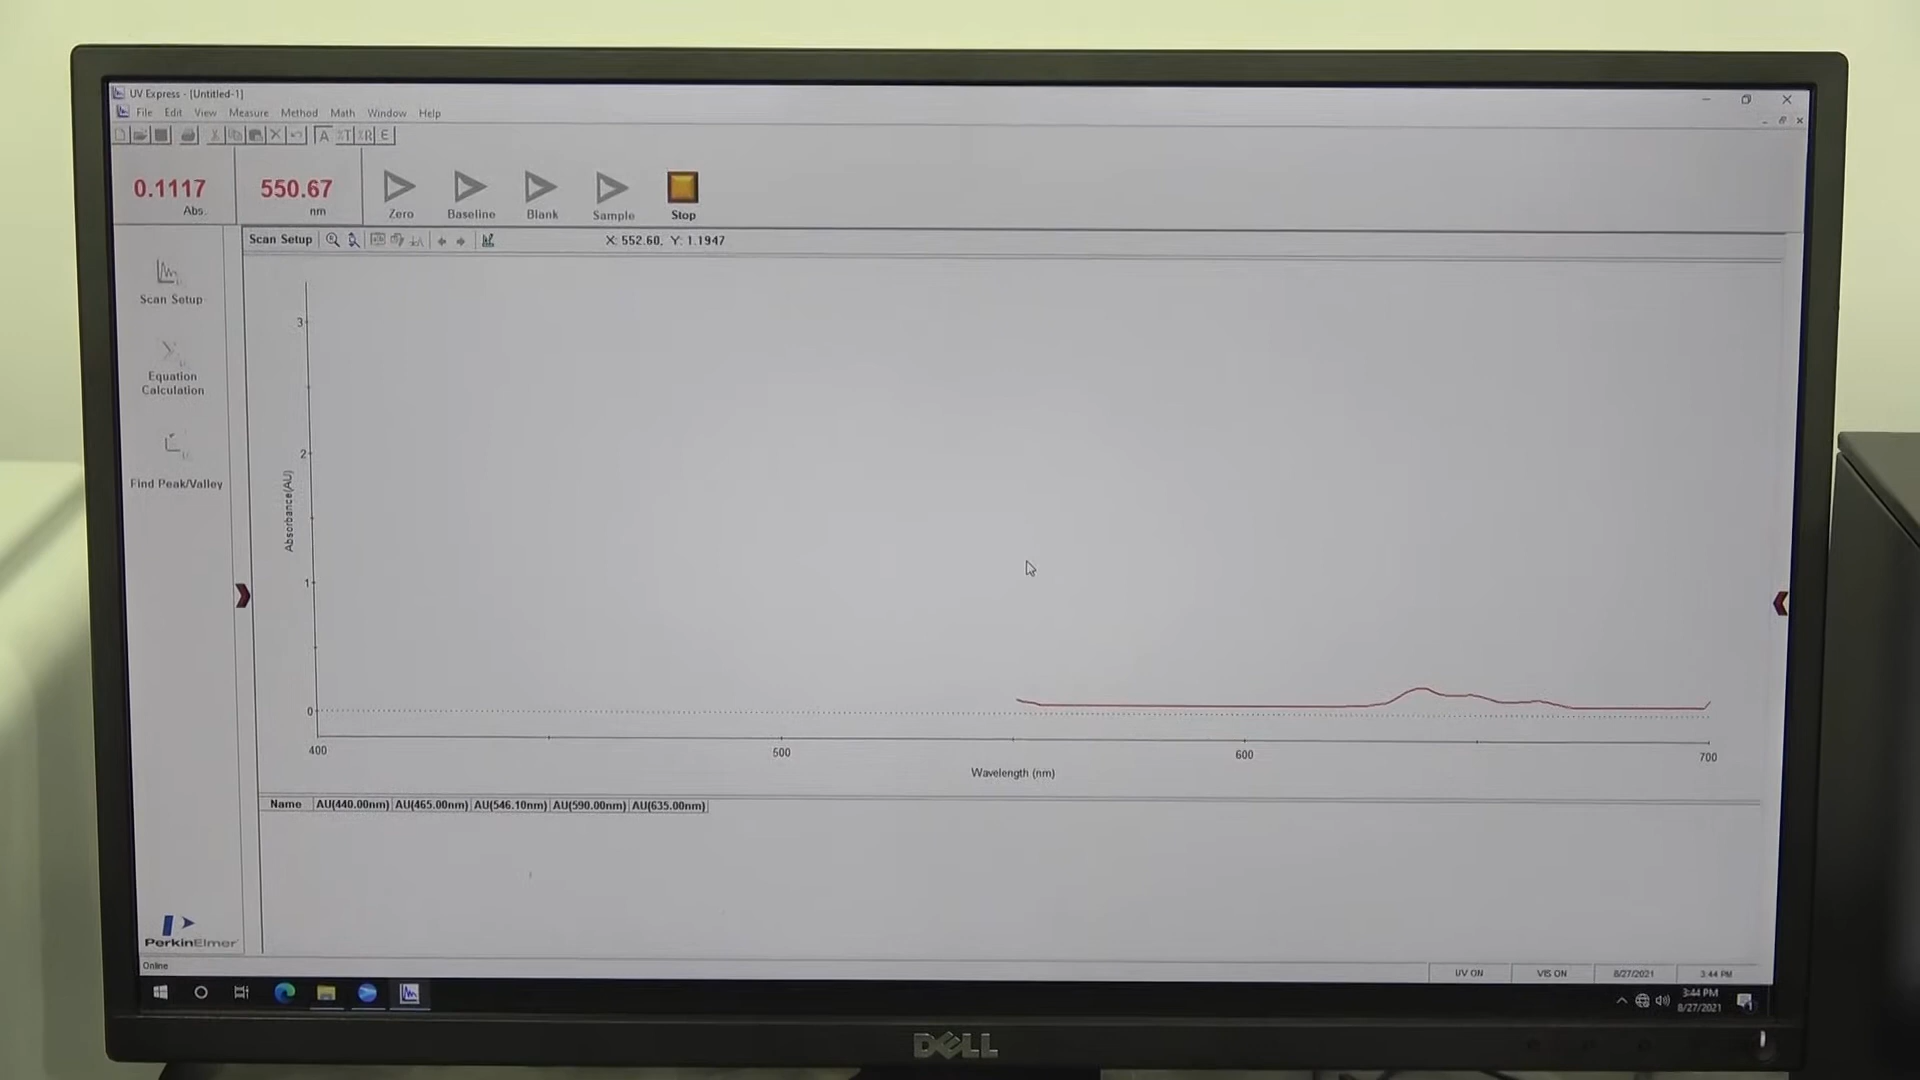 UV Express - [Untitled-1]
File Edit View Measure Method Math Window Help
A %T %R E
0.1117
Abs.
550.67
nm
Zero Baseline Blank Sample Stop
Scan Setup
X: 552.60, Y: 1.1947
Scan Setup
Equation
Calculation
Find Peak/Valley
Absorbance(AU)
3
2
1
0
400 500 600 700
Wavelength (nm)
Name AU(440.00nm) AU(465.00nm) AU(546.10nm) AU(590.00nm) AU(635.00nm)
PerkinElmer
Online
UV ON VIS ON 8/27/2021 3:44 PM
3:44 PM
8/27/2021
DELL